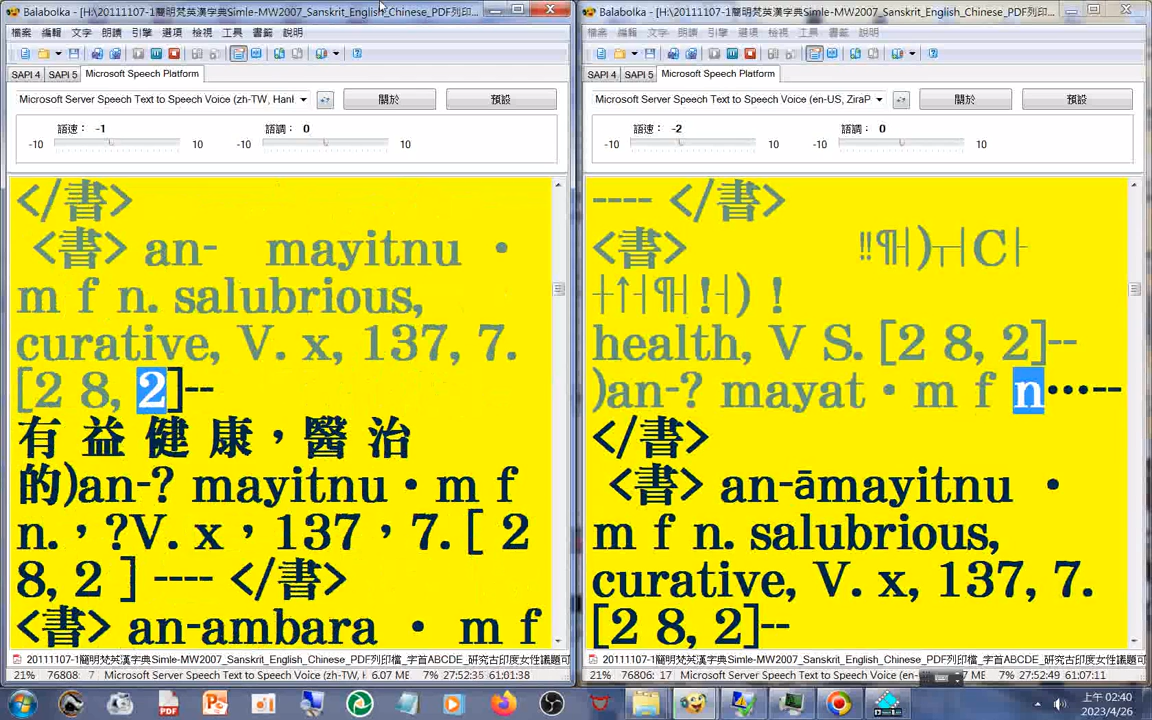 Balabolka - [H:\20111107-1簡明梵英漢字典Simle-MW2007_Sanskrit_English_Chinese_PDF列印...
檔案 編輯 文字 朗讀 引擎 選項 檢視 工具 書籤 說明
SAPI 4 SAPI 5 Microsoft Speech Platform
Microsoft Server Speech Text to Speech Voice (zh-TW, Hanl
關於 預設
語速： -1 語調： 0
-10 10 -10 10
</書>
<書> an- mayitnu •
m f n. salubrious,
curative, V. x, 137, 7.
[2 8, 2]--
有 益 健 康，醫 治
的)an-? mayitnu • m f
n.，?V. x，137，7. [ 2
8, 2 ] ---- </書>
<書> an-ambara • m f
20111107-1簡明梵英漢字典Simle-MW2007_Sanskrit_English_Chinese_PDF列印檔_字首ABCDE_研究古印度女性議題可
21% 76808: 7 Microsoft Server Speech Text to Speech Voice (zh-TW, H 6.07 MB 7% 27:52:35 61:01:38
Balabolka - [H:\20111107-1簡明梵英漢字典Simle-MW2007_Sanskrit_English_Chinese_PDF列印...
檔案 編輯 文字 朗讀 引擎 選項 檢視 工具 書籤 說明
SAPI 4 SAPI 5 Microsoft Speech Platform
Microsoft Server Speech Text to Speech Voice (en-US, ZiraP
關於 預設
語速： -2 語調： 0
-10 10 -10 10
---- </書>
<書> ‼¶┤)┬┤C├
┼↑┤¶┤!┤) !
health, V S. [2 8, 2]--
)an-? mayat • m f n•••--
</書>
<書> an-āmayitnu •
m f n. salubrious,
curative, V. x, 137, 7.
[2 8, 2]--
20111107-1簡明梵英漢字典Simle-MW2007_Sanskrit_English_Chinese_PDF列印檔_字首ABCDE_研究古印度女性議題可
21% 76806: 17 Microsoft Server Speech Text to Speech Voice (en-U 7% 27:52:49 61:07:11
上午 02:40
2023/4/26